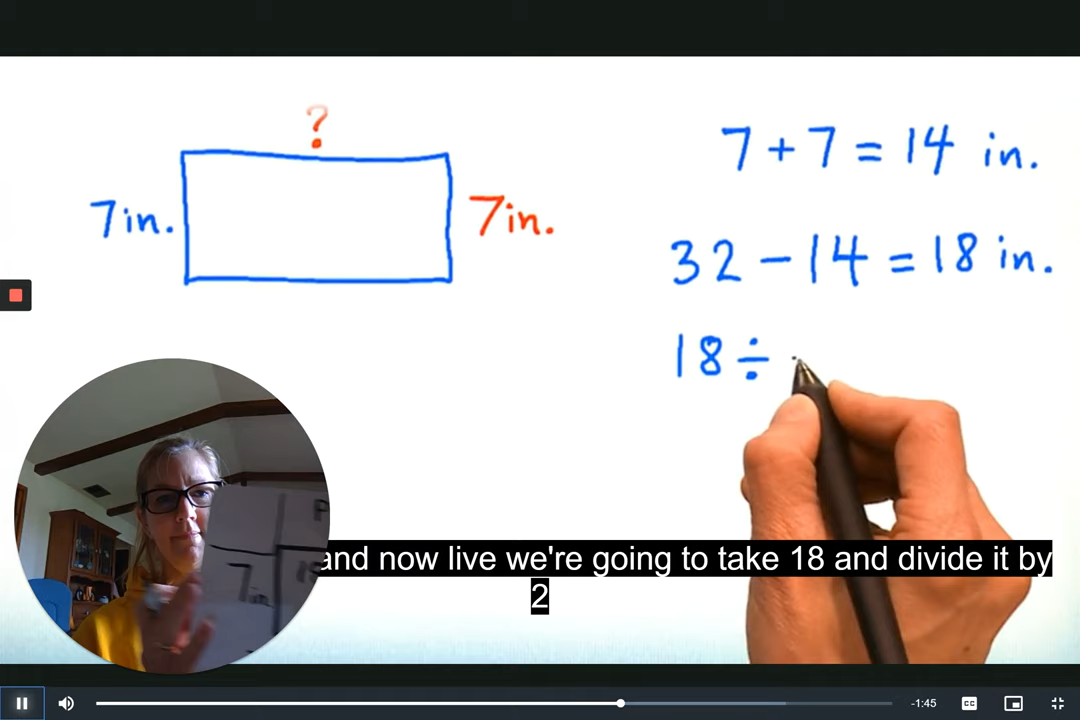 ?
7in.
7in.
7 + 7 = 14 in.
32 - 14 = 18 in.
18 ÷
7in
and now live we're going to take 18 and divide it by
2
-1:45
CC